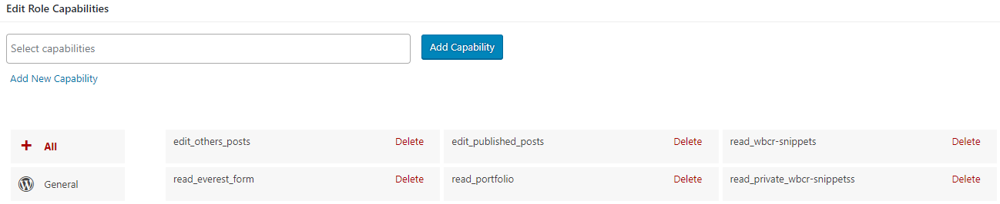 Edit Role Capabilities
Select capabilities
Add Capability
Add New Capability
All
edit_others_posts Delete edit_published_posts Delete read_wbcr-snippets Delete
General
read_everest_form Delete read_portfolio Delete read_private_wbcr-snippetss Delete